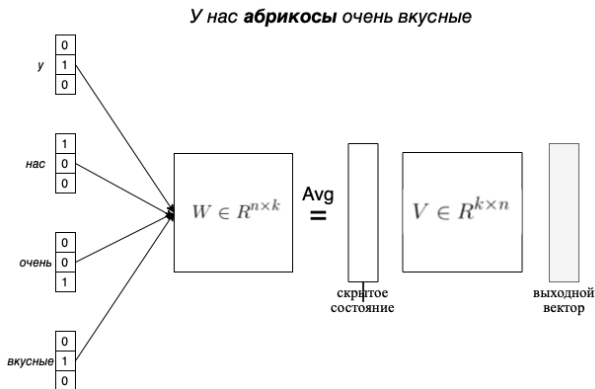 У нас абрикосы очень вкусные
у
0
1
0
нас
1
0
0
очень
0
0
1
вкусные
0
1
0
W ∈ R^{n×k}
Avg
=
V ∈ R^{k×n}
скрытое
состояние
выходной
вектор